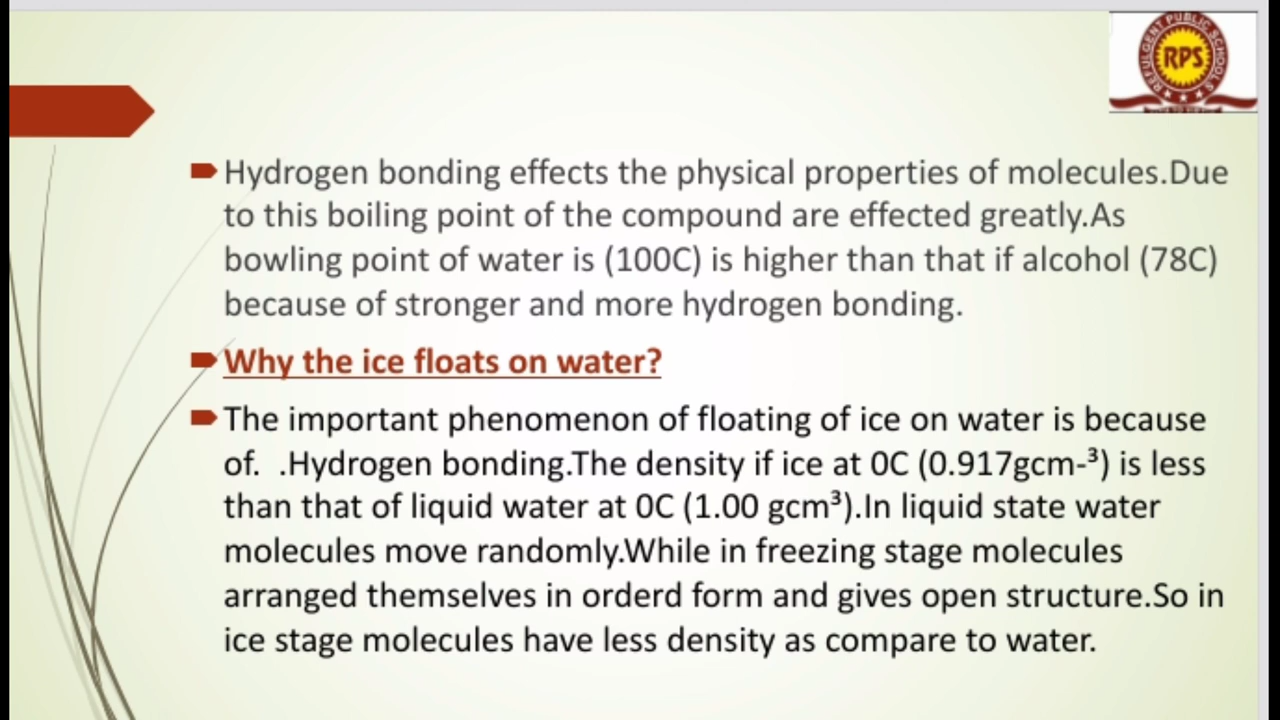 REFULGENT PUBLIC SCHOOLS
RPS
Hydrogen bonding effects the physical properties of molecules.Due
to this boiling point of the compound are effected greatly.As
bowling point of water is (100C) is higher than that if alcohol (78C)
because of stronger and more hydrogen bonding.
Why the ice floats on water?
The important phenomenon of floating of ice on water is because
of.  .Hydrogen bonding.The density if ice at 0C (0.917gcm-³) is less
than that of liquid water at 0C (1.00 gcm³).In liquid state water
molecules move randomly.While in freezing stage molecules
arranged themselves in orderd form and gives open structure.So in
ice stage molecules have less density as compare to water.